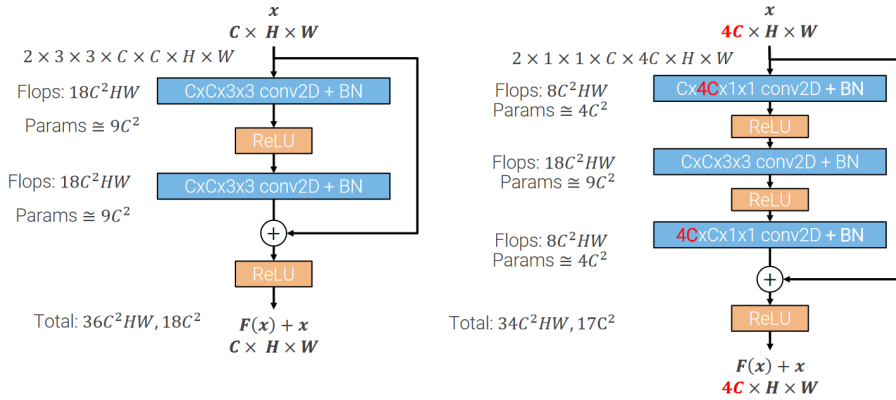 x
C × H × W
2 × 3 × 3 × C × C × H × W
Flops: 18C²HW
CxCx3x3 conv2D + BN
Params ≅ 9C²
ReLU
Flops: 18C²HW
CxCx3x3 conv2D + BN
Params ≅ 9C²
+
ReLU
Total: 36C²HW, 18C²
F(x) + x
C × H × W
x
4C × H × W
2 × 1 × 1 × C × 4C × H × W
Flops: 8C²HW
Cx4Cx1x1 conv2D + BN
Params ≅ 4C²
ReLU
Flops: 18C²HW
CxCx3x3 conv2D + BN
Params ≅ 9C²
ReLU
4CxCx1x1 conv2D + BN
Flops: 8C²HW
Params ≅ 4C²
+
ReLU
Total: 34C²HW, 17C²
F(x) + x
4C × H × W